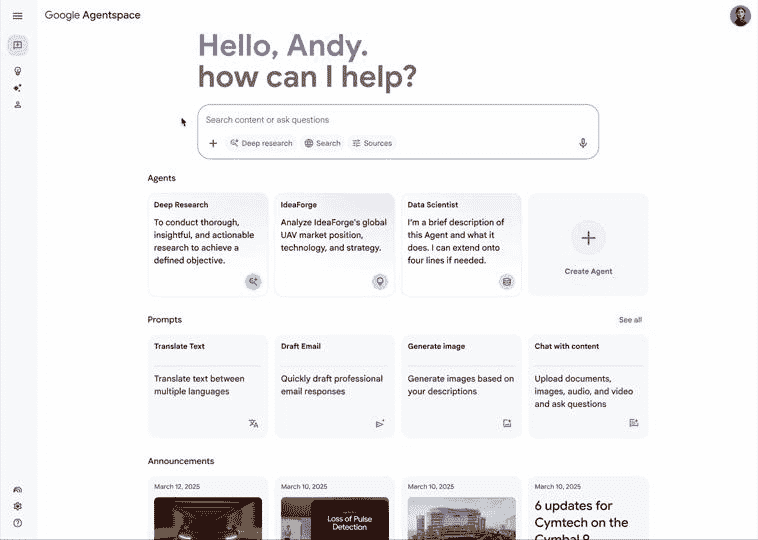 Google Agentspace
Hello, Andy.
how can I help?
Search content or ask questions
Deep research
Search
Sources
Agents
Deep Research
To conduct thorough,
insightful, and actionable
research to achieve a
defined objective.
IdeaForge
Analyze IdeaForge's global
UAV market position,
technology, and strategy.
Data Scientist
I'm a brief description of
this Agent and what it
does. I can extend onto
four lines if needed.
Create Agent
Prompts
See all
Translate Text
Translate text between
multiple languages
Draft Email
Quickly draft professional
email responses
Generate image
Generate images based on
your descriptions
Chat with content
Upload documents,
images, audio, and video
and ask questions
Announcements
March 12, 2025
March 10, 2025
Loss of Pulse
Detection
March 10, 2025
March 10, 2025
6 updates for
Cymtech on the
Cymbal 9